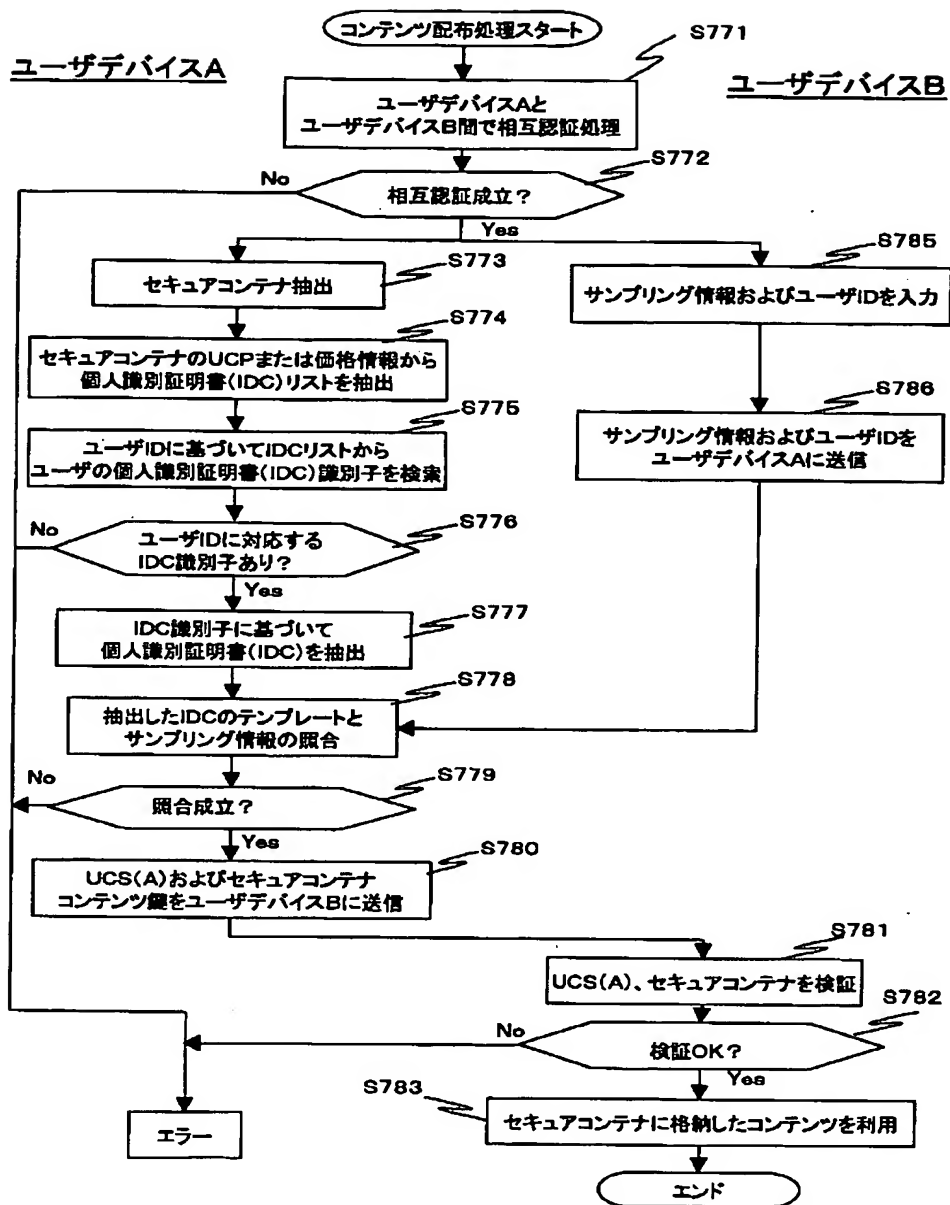 コンテンツ配布処理スタート
S771
ユーザデバイスA
ユーザデバイスB
ユーザデバイスAと
ユーザデバイスB間で相互認証処理
S772
No
相互認証成立？
Yes
S773
セキュアコンテナ抽出
S785
サンプリング情報およびユーザIDを入力
S774
セキュアコンテナのUCPまたは価格情報から
個人識別証明書(IDC)リストを抽出
S786
サンプリング情報およびユーザIDを
ユーザデバイスAに送信
S775
ユーザIDに基づいてIDCリストから
ユーザの個人識別証明書(IDC)識別子を検索
S776
No
ユーザIDに対応する
IDC識別子あり？
Yes
S777
IDC識別子に基づいて
個人識別証明書(IDC)を抽出
S778
抽出したIDCのテンプレートと
サンプリング情報の照合
S779
No
照合成立？
Yes
S780
UCS(A)およびセキュアコンテナ
コンテンツ鍵をユーザデバイスBに送信
S781
UCS(A)、セキュアコンテナを検証
S782
No
検証OK？
Yes
S783
セキュアコンテナに格納したコンテンツを利用
エラー
エンド